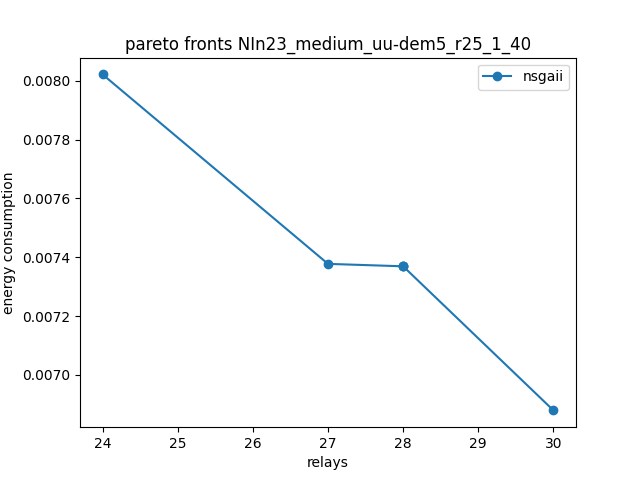 pareto fronts NIn23_medium_uu-dem5_r25_1_40
nsgaii
energy consumption
0.0080
0.0078
0.0076
0.0074
0.0072
0.0070
24 25 26 27 28 29 30
relays